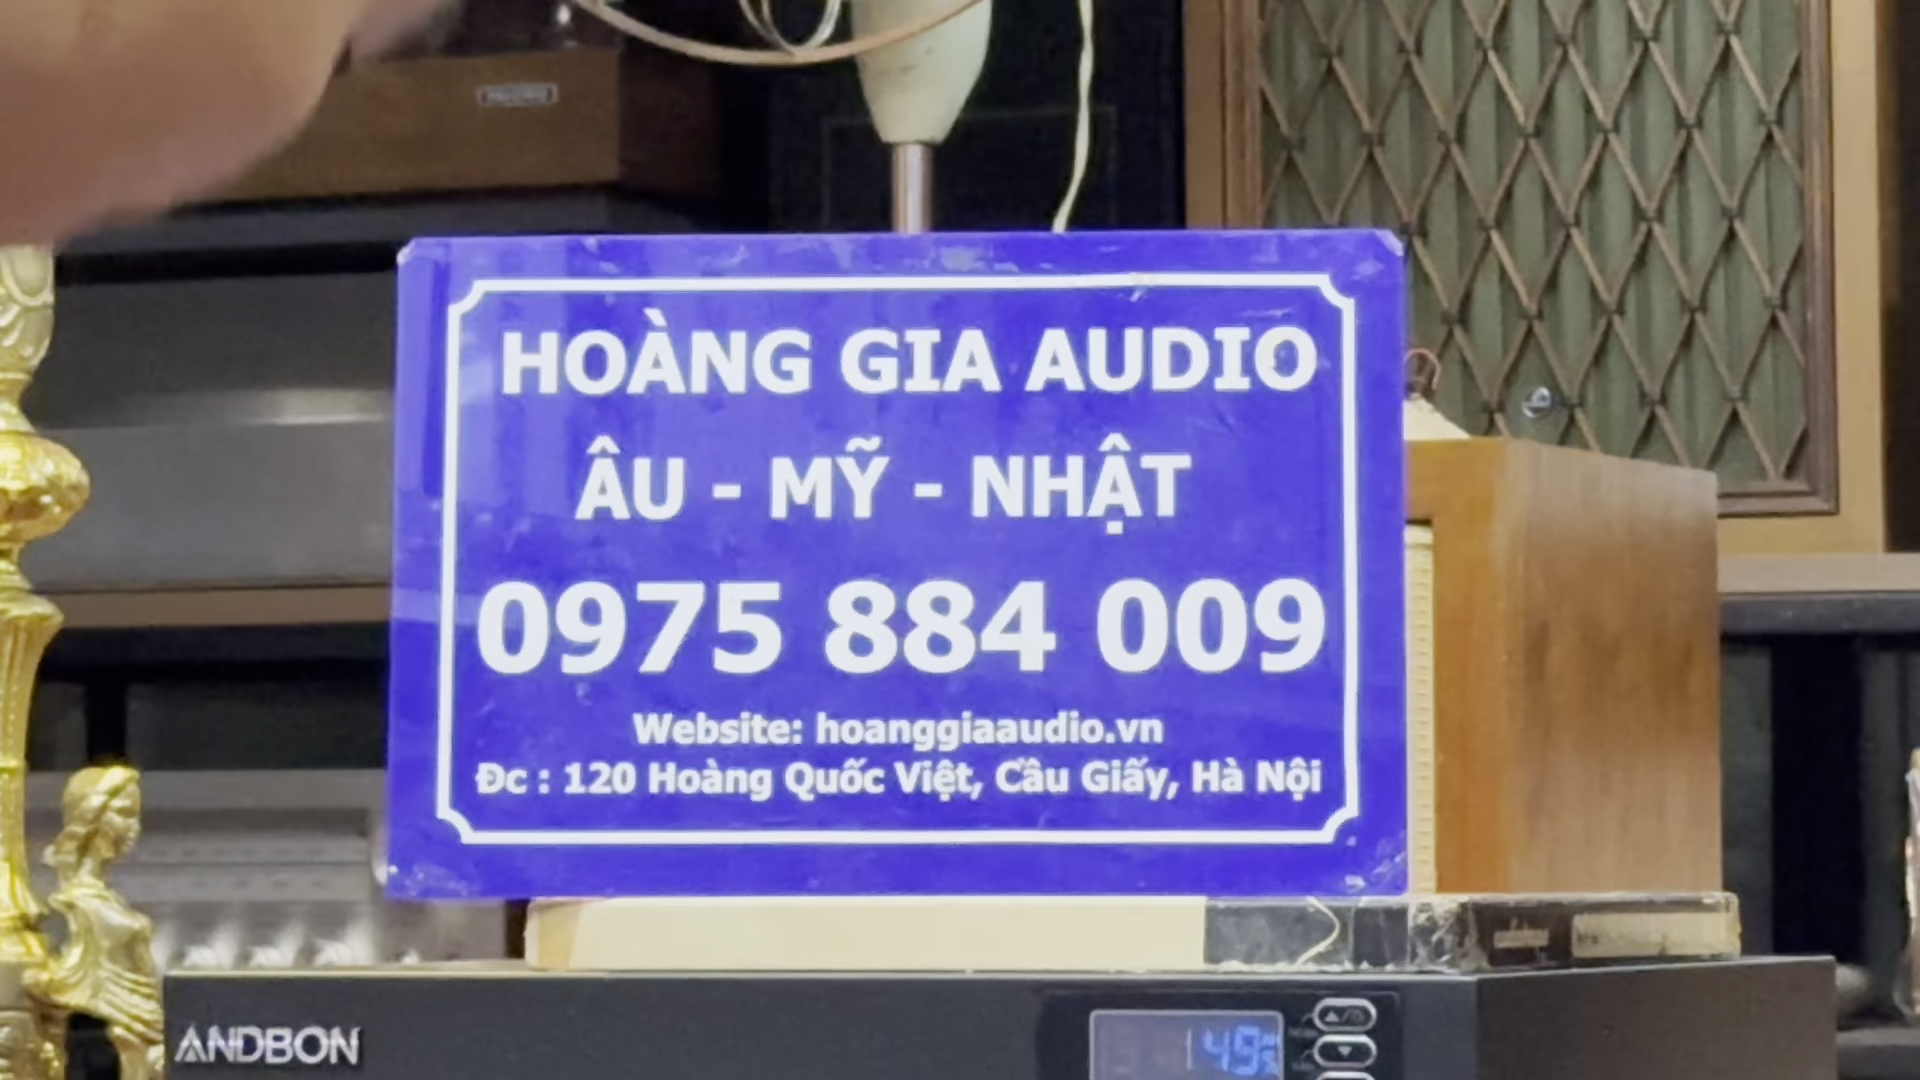 HOÀNG GIA AUDIO
ÂU - MỸ - NHẬT
0975 884 009
Website: hoanggiaaudio.vn
Đc : 120 Hoàng Quốc Việt, Cầu Giấy, Hà Nội
ANDBON
49